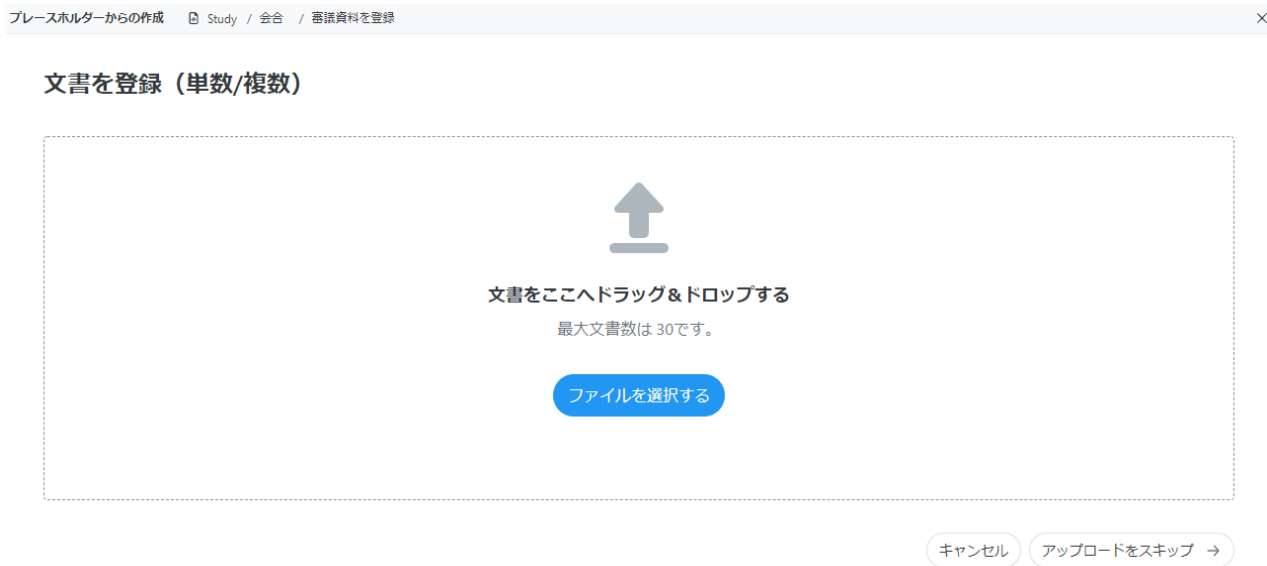 プレースホルダーからの作成 Study / 会合 / 審議資料を登録
文書を登録（単数/複数）
文書をここへドラッグ&ドロップする
最大文書数は 30です。
ファイルを選択する
キャンセル アップロードをスキップ →